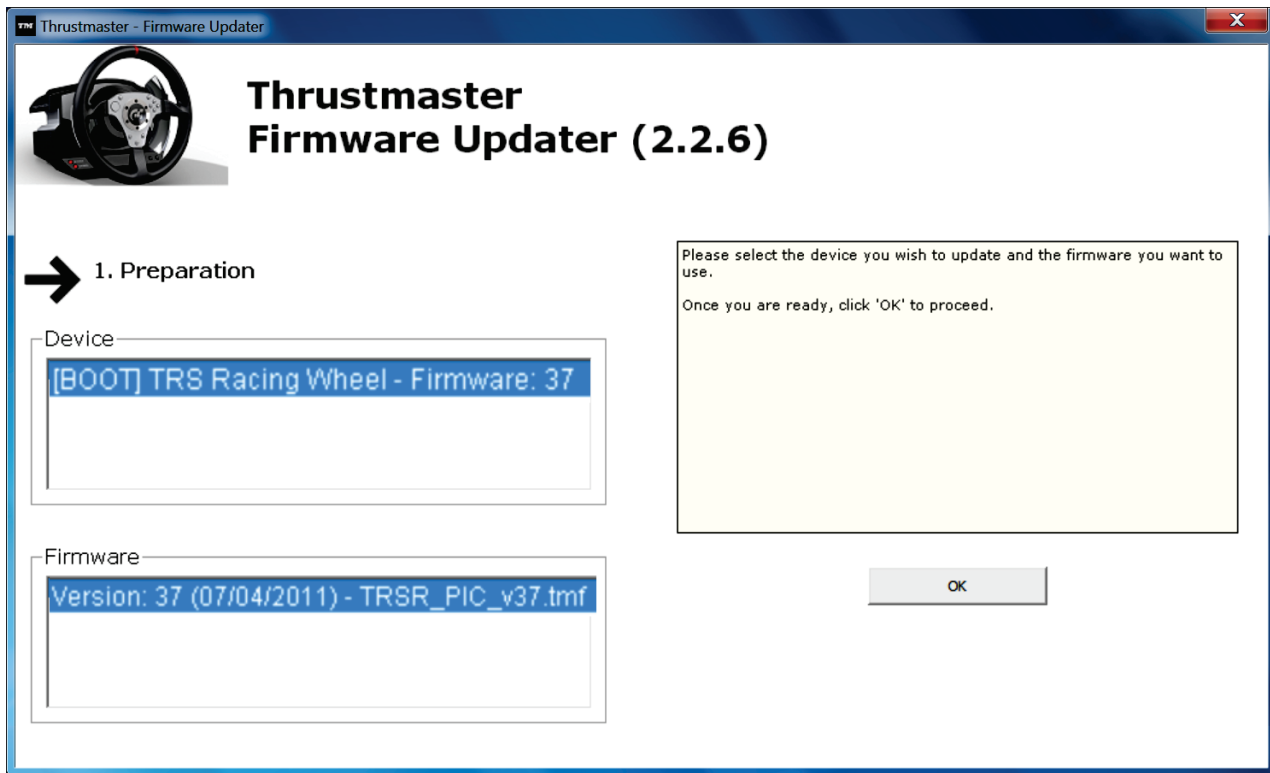 Thrustmaster - Firmware Updater
Thrustmaster
Firmware Updater (2.2.6)
1. Preparation
Please select the device you wish to update and the firmware you want to
use.
Once you are ready, click 'OK' to proceed.
Device
[BOOT] TRS Racing Wheel - Firmware: 37
Firmware
Version: 37 (07/04/2011) - TRSR_PIC_v37.tmf
OK